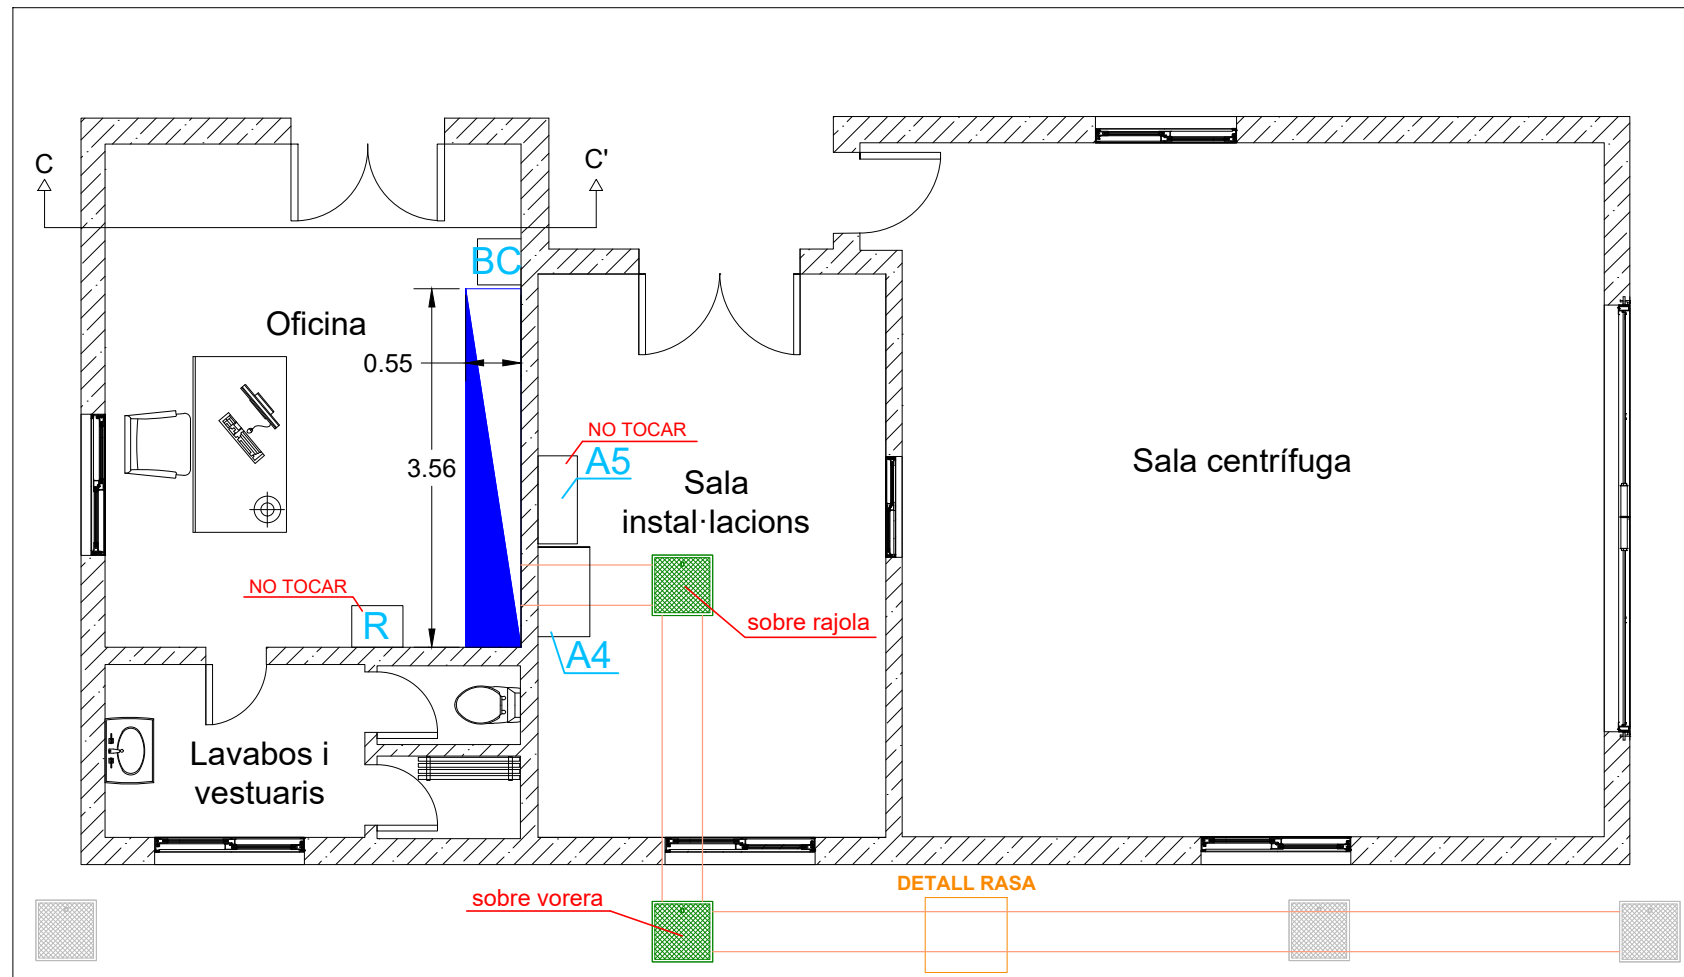 C
C'
BC
Oficina
0.55
NO TOCAR
A5
Sala centrífuga
3.56
Sala
instal·lacions
NO TOCAR
R
sobre rajola
A4
Lavabos i
vestuaris
DETALL RASA
sobre vorera